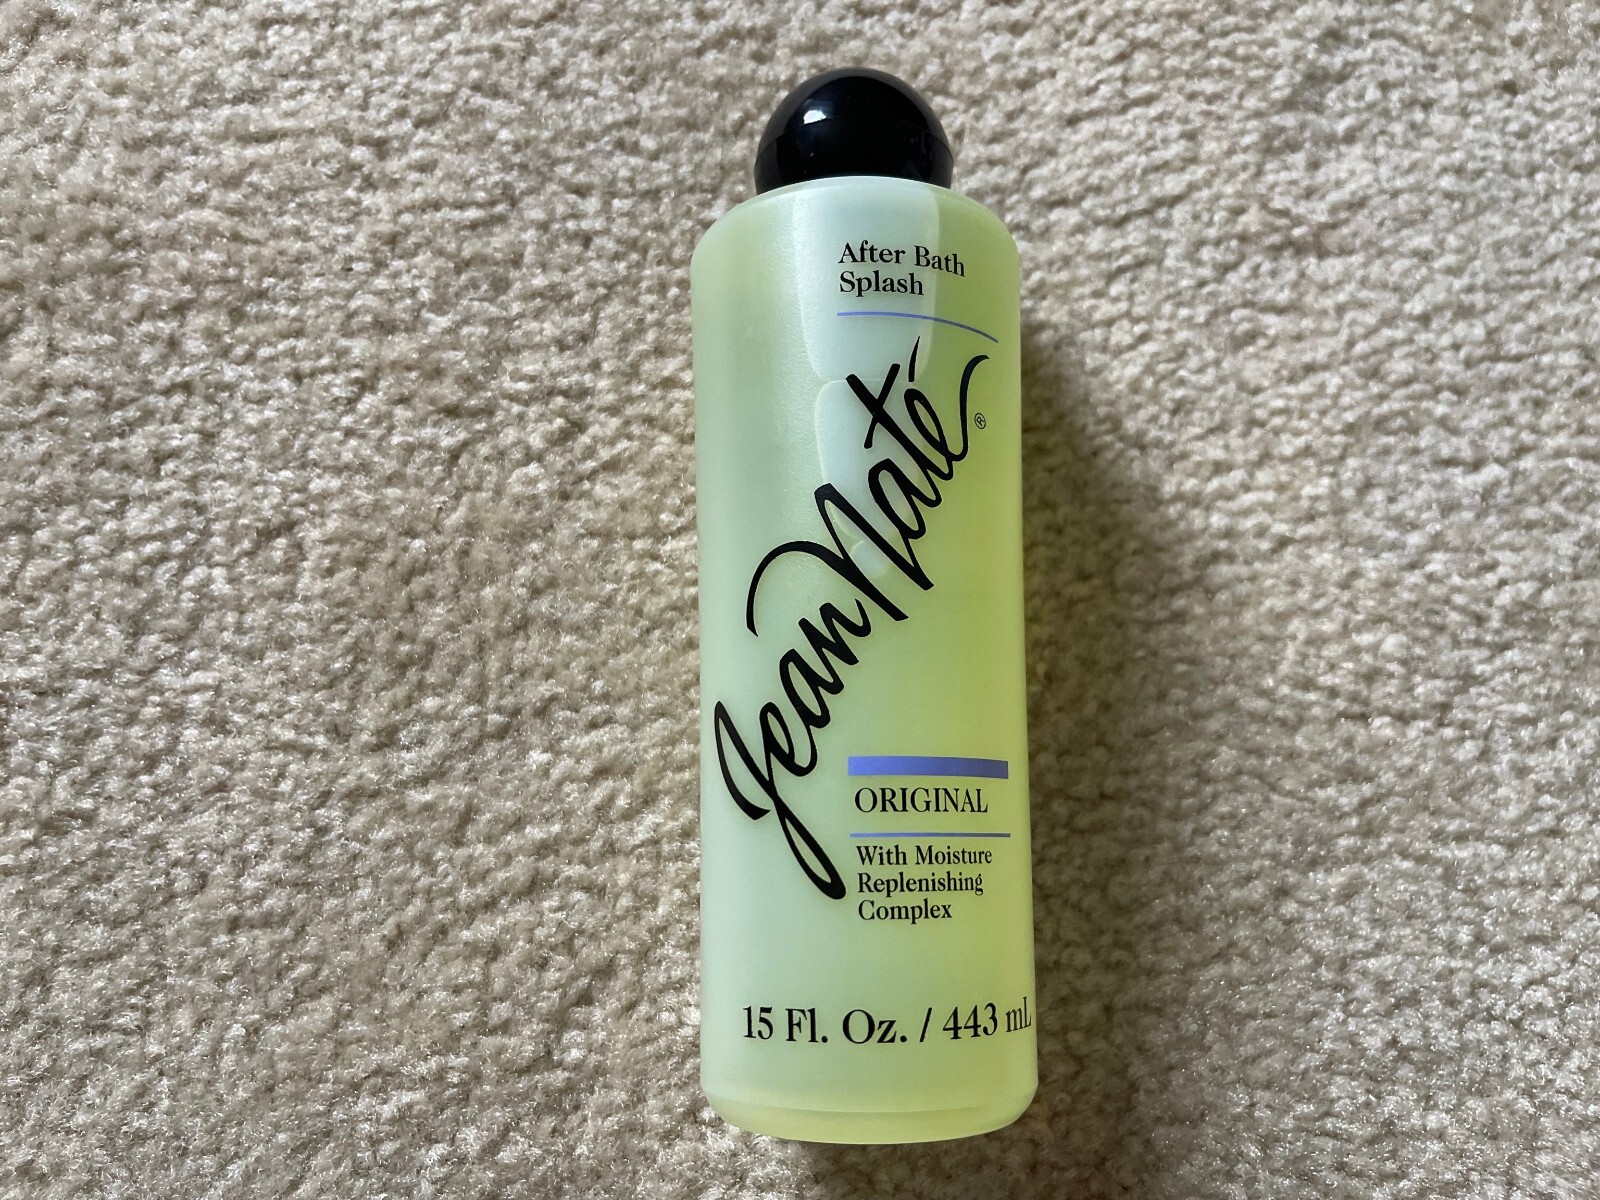 After Bath
Splash
Jean Naté®
ORIGINAL
With Moisture
Replenishing
Complex
15 Fl. Oz. / 443 mL